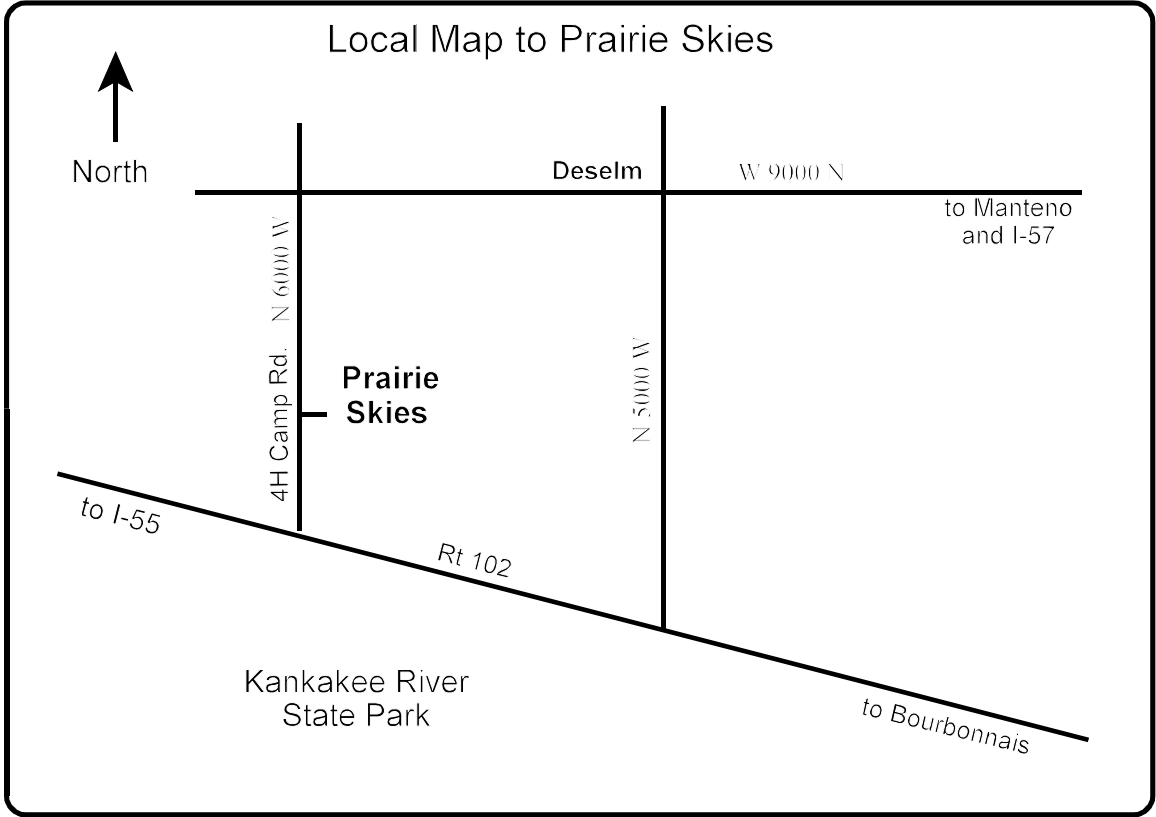 Local Map to Prairie Skies
North
Deselm
W 9000 N
to Manteno
and I-57
N 6000 W
4H Camp Rd.
Prairie
Skies
N 5000 W
to I-55
Rt 102
Kankakee River
State Park
to Bourbonnais